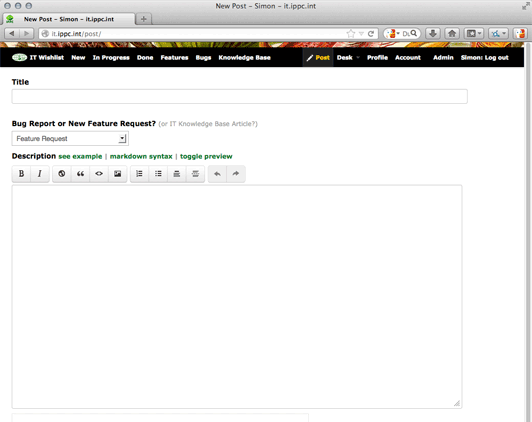 New Post – Simon – it.ippc.int
New Post – Simon – it.ippc.int
it.ippc.int/post/
IT Wishlist New In Progress Done Features Bugs Knowledge Base Post Desk Profile Account Admin Simon: Log out
Title
Bug Report or New Feature Request? (or IT Knowledge Base Article?)
Feature Request
Description see example | markdown syntax | toggle preview
B I